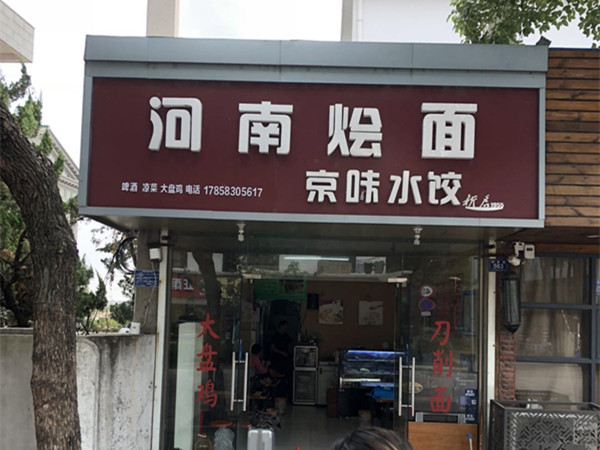 河南烩面
京味水饺
啤酒 凉菜 大盘鸡 电话 17858305617
大盘鸡
刀削面